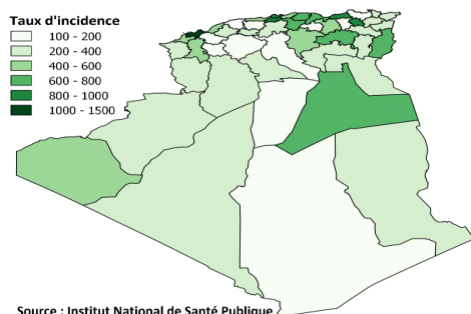 Taux d'incidence
100 - 200
200 - 400
400 - 600
600 - 800
800 - 1000
1000 - 1500
Source : Institut National de Santé Publique